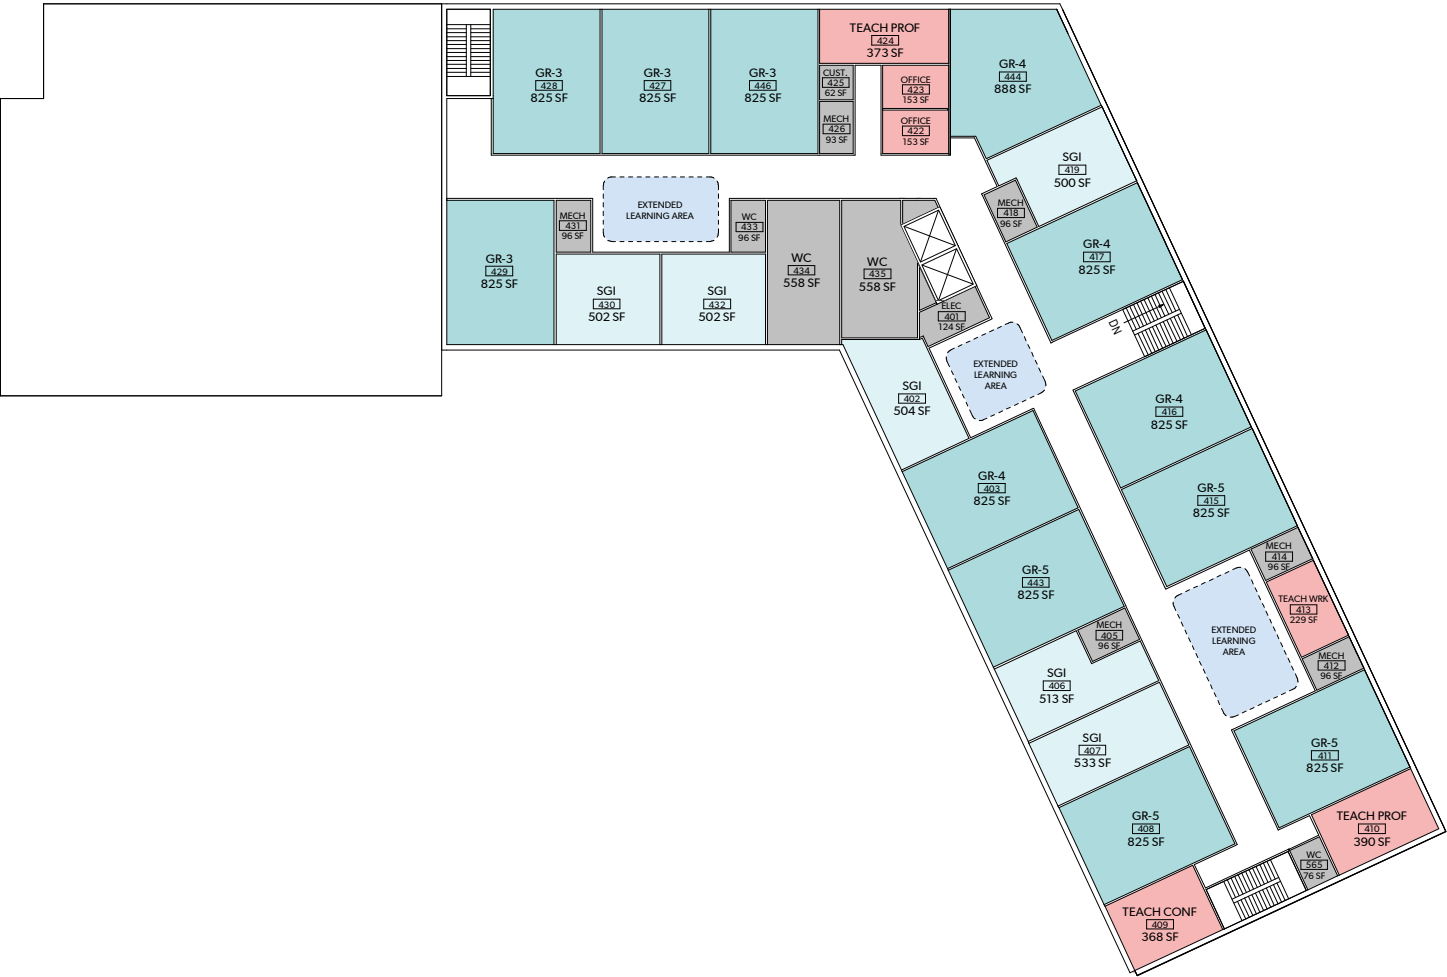 GR-3
428
825 SF
GR-3
427
825 SF
GR-3
446
825 SF
TEACH PROF
424
373 SF
CUST.
425
62 SF
MECH
426
93 SF
OFFICE
423
153 SF
OFFICE
422
153 SF
GR-4
444
888 SF
SGI
419
500 SF
MECH
418
96 SF
GR-4
417
825 SF
GR-3
429
825 SF
MECH
431
96 SF
EXTENDED
LEARNING AREA
WC
433
96 SF
SGI
430
502 SF
SGI
432
502 SF
WC
434
558 SF
WC
435
558 SF
ELEC
401
124 SF
DN
EXTENDED
LEARNING
AREA
SGI
402
504 SF
GR-4
416
825 SF
GR-4
403
825 SF
GR-5
415
825 SF
MECH
414
96 SF
GR-5
443
825 SF
TEACH WRK
413
229 SF
MECH
405
96 SF
EXTENDED
LEARNING
AREA
MECH
412
96 SF
SGI
406
513 SF
SGI
407
533 SF
GR-5
411
825 SF
GR-5
408
825 SF
TEACH PROF
410
390 SF
WC
565
76 SF
TEACH CONF
409
368 SF